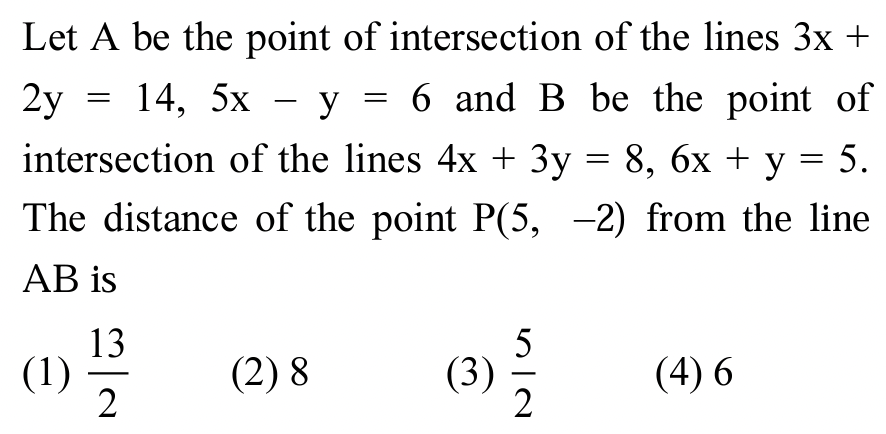 Let A be the point of intersection of the lines 3x +
2y = 14, 5x – y = 6 and B be the point of
intersection of the lines 4x + 3y = 8, 6x + y = 5.
The distance of the point P(5, –2) from the line
AB is
(1) 13/2 (2) 8 (3) 5/2 (4) 6